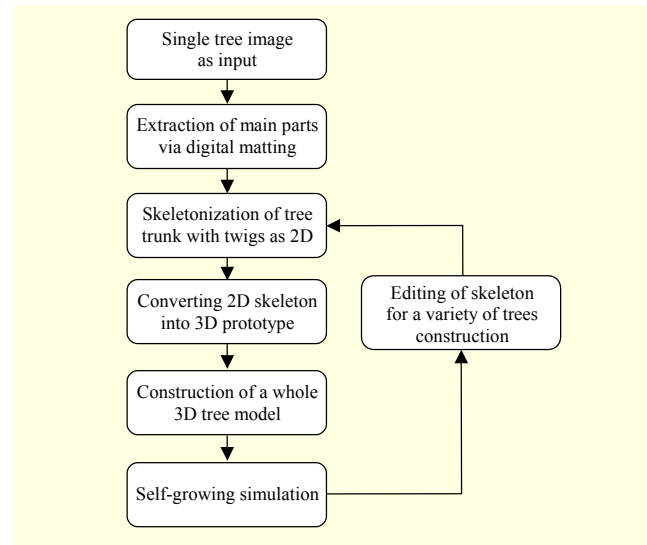 Single tree image
as input
Extraction of main parts
via digital matting
Skeletonization of tree
trunk with twigs as 2D
Converting 2D skeleton
into 3D prototype
Construction of a whole
3D tree model
Self-growing simulation
Editing of skeleton
for a variety of trees
construction